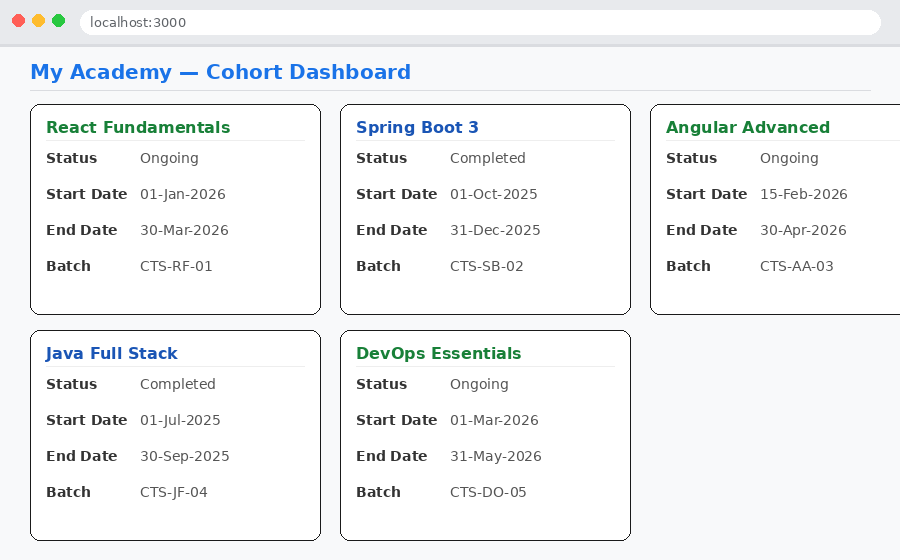 localhost:3000
My Academy — Cohort Dashboard
React Fundamentals
Status Ongoing
Start Date 01-Jan-2026
End Date 30-Mar-2026
Batch CTS-RF-01
Spring Boot 3
Status Completed
Start Date 01-Oct-2025
End Date 31-Dec-2025
Batch CTS-SB-02
Angular Advanced
Status Ongoing
Start Date 15-Feb-2026
End Date 30-Apr-2026
Batch CTS-AA-03
Java Full Stack
Status Completed
Start Date 01-Jul-2025
End Date 30-Sep-2025
Batch CTS-JF-04
DevOps Essentials
Status Ongoing
Start Date 01-Mar-2026
End Date 31-May-2026
Batch CTS-DO-05